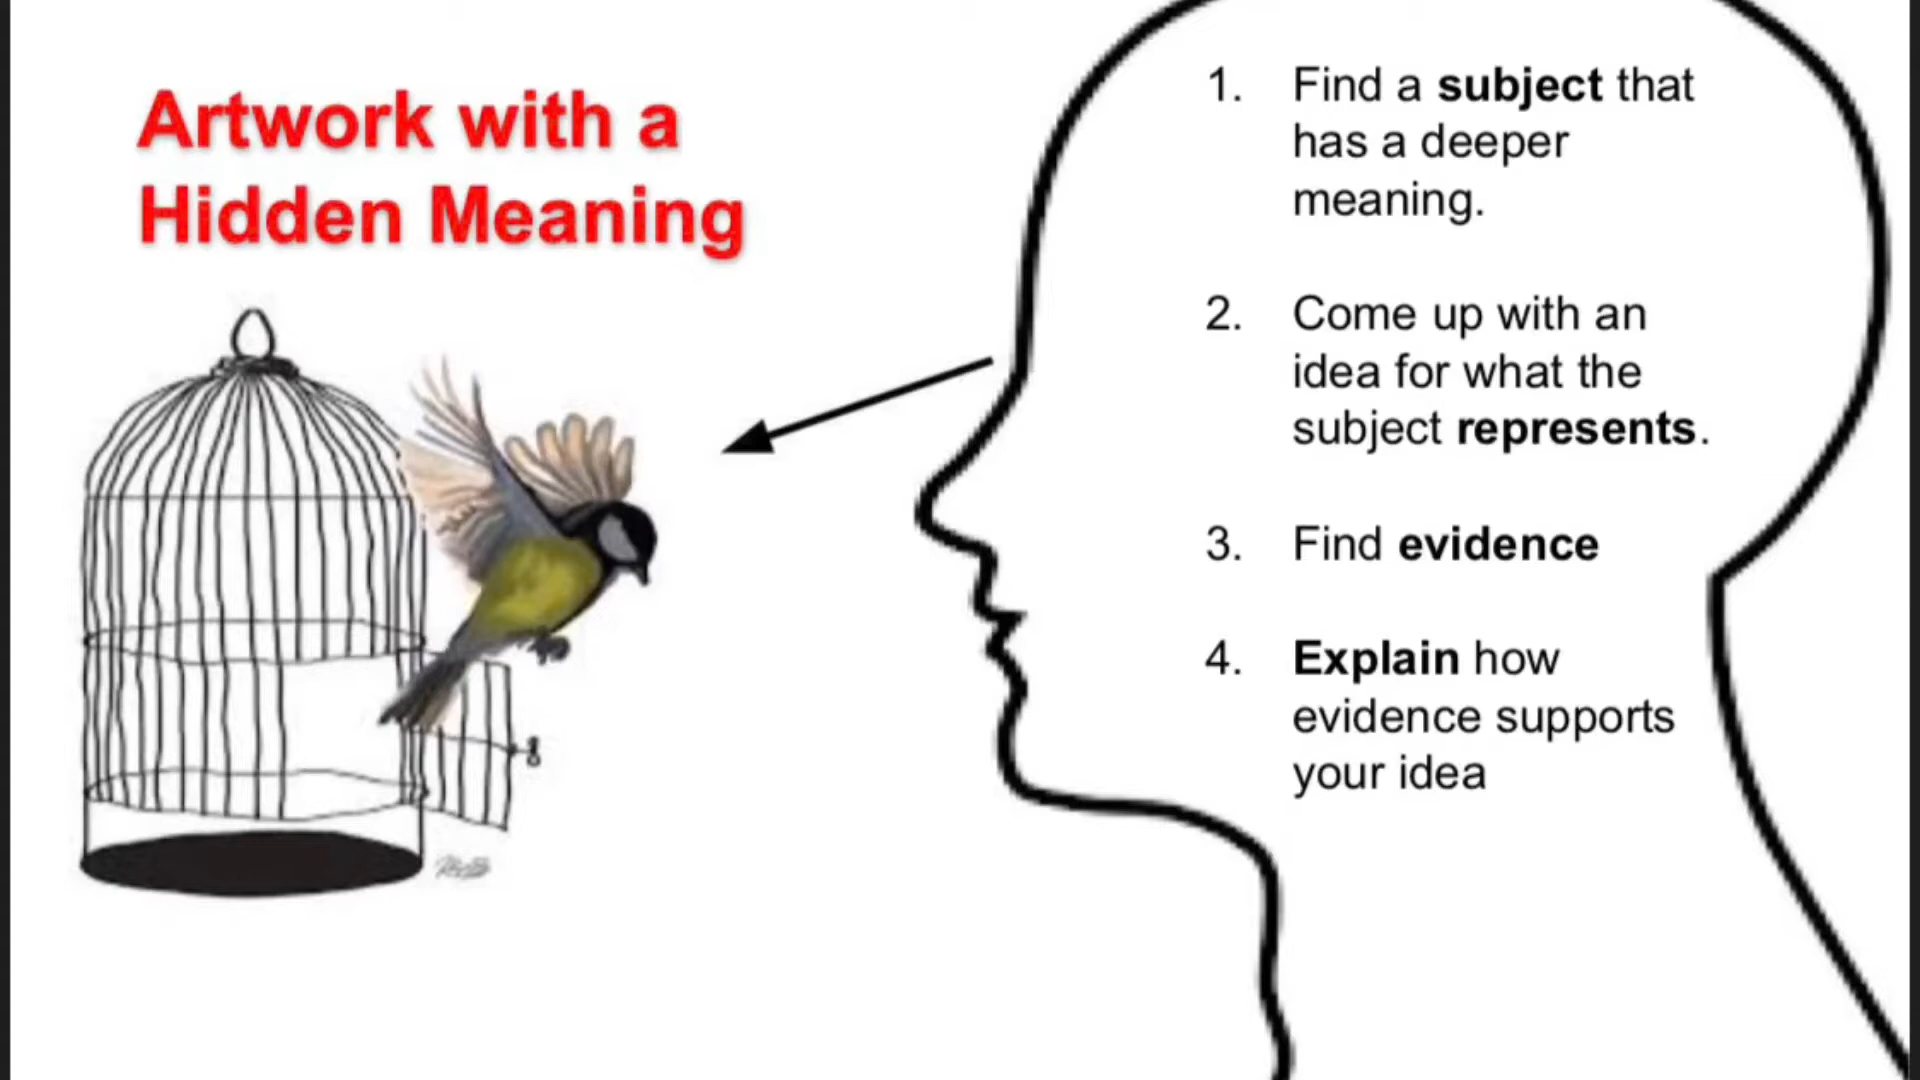 Artwork with a
Hidden Meaning
1. Find a subject that
has a deeper
meaning.
2. Come up with an
idea for what the
subject represents.
3. Find evidence
4. Explain how
evidence supports
your idea